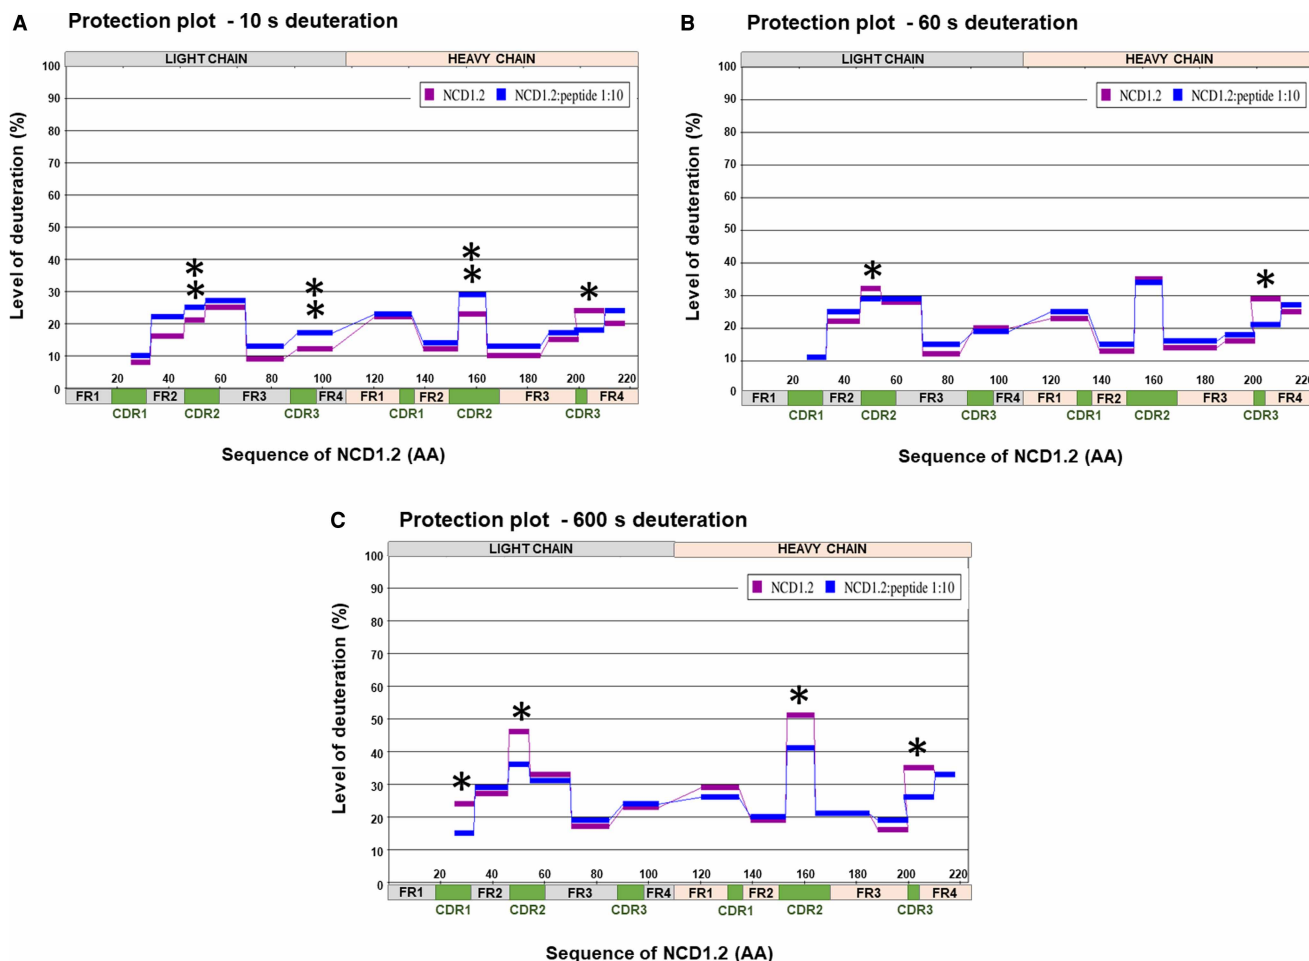 A Protection plot - 10 s deuteration
LIGHT CHAIN HEAVY CHAIN
NCD1.2 NCD1.2:peptide 1:10
Level of deuteration (%)
100
90
80
70
60
50
40
30
20
10
0
* * * * * * *
20 40 60 80 100 120 140 160 180 200 220
FR1 FR2 FR3 FR4 FR1 FR2 FR3 FR4
CDR1 CDR2 CDR3 CDR1 CDR2 CDR3
Sequence of NCD1.2 (AA)
B Protection plot - 60 s deuteration
LIGHT CHAIN HEAVY CHAIN
NCD1.2 NCD1.2:peptide 1:10
Level of deuteration (%)
100
90
80
70
60
50
40
30
20
10
0
* *
20 40 60 80 100 120 140 160 180 200 220
FR1 FR2 FR3 FR4 FR1 FR2 FR3 FR4
CDR1 CDR2 CDR3 CDR1 CDR2 CDR3
Sequence of NCD1.2 (AA)
C Protection plot - 600 s deuteration
LIGHT CHAIN HEAVY CHAIN
NCD1.2 NCD1.2:peptide 1:10
Level of deuteration (%)
100
90
80
70
60
50
40
30
20
10
0
* * * *
20 40 60 80 100 120 140 160 180 200 220
FR1 FR2 FR3 FR4 FR1 FR2 FR3 FR4
CDR1 CDR2 CDR3 CDR1 CDR2 CDR3
Sequence of NCD1.2 (AA)